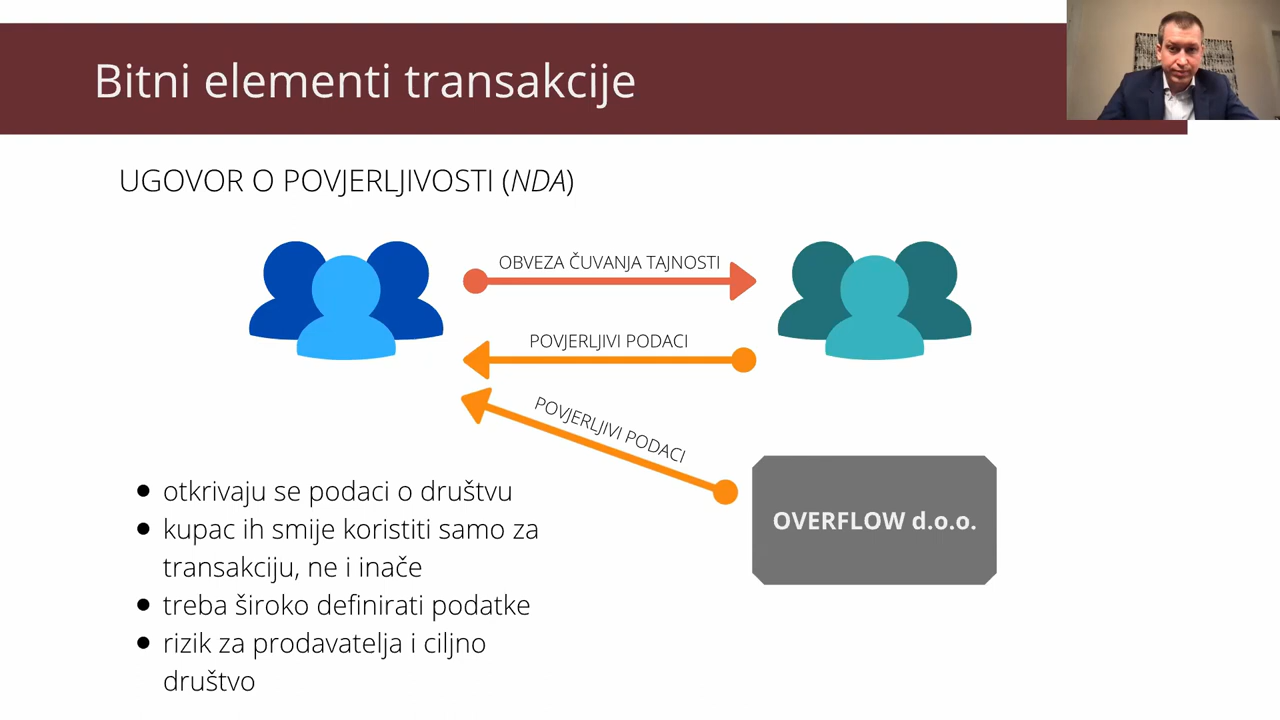 Bitni elementi transakcije
UGOVOR O POVJERLJIVOSTI (NDA)
OBVEZA ČUVANJA TAJNOSTI
POVJERLJIVI PODACI
POVJERLJIVI PODACI
OVERFLOW d.o.o.
• otkrivaju se podaci o društvu
• kupac ih smije koristiti samo za
transakciju, ne i inače
• treba široko definirati podatke
• rizik za prodavatelja i ciljno
društvo